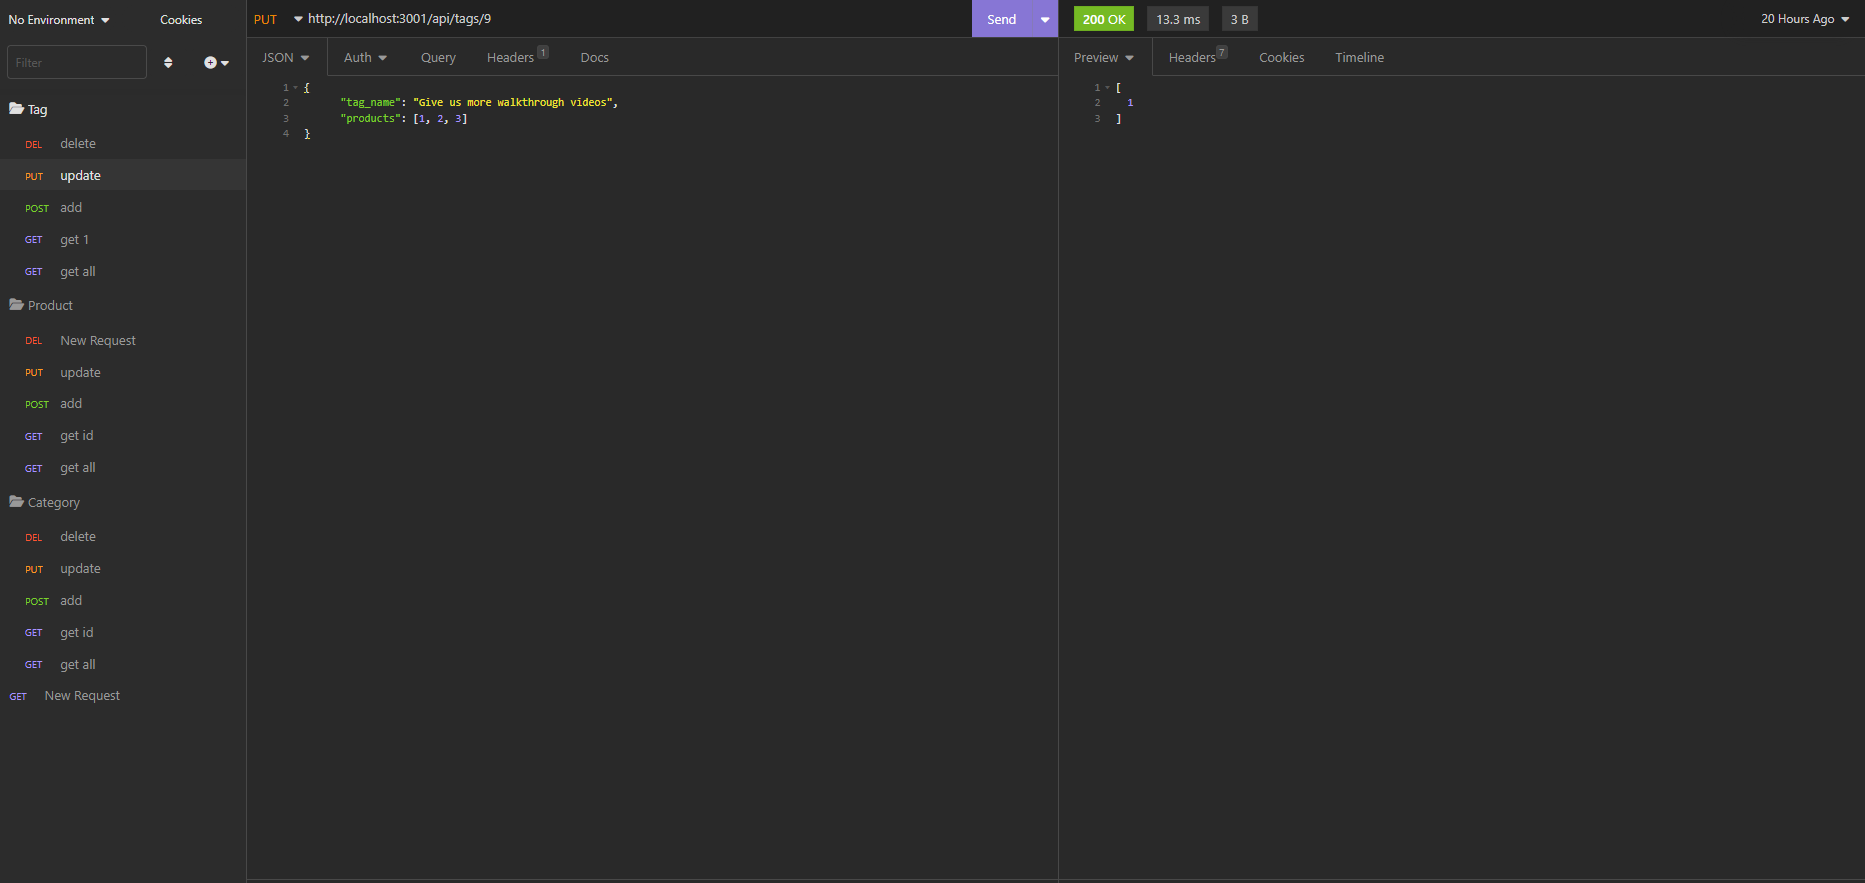 No Environment
Cookies
Filter
Tag
DEL delete
PUT update
POST add
GET get 1
GET get all
Product
DEL New Request
PUT update
POST add
GET get id
GET get all
Category
DEL delete
PUT update
POST add
GET get id
GET get all
GET New Request
PUT http://localhost:3001/api/tags/9 Send
JSON Auth Query Headers 1 Docs
1 {
2 "tag_name": "Give us more walkthrough videos",
3 "products": [1, 2, 3]
4 }
200 OK 13.3 ms 3 B 20 Hours Ago
Preview Headers 7 Cookies Timeline
1 [
2 1
3 ]